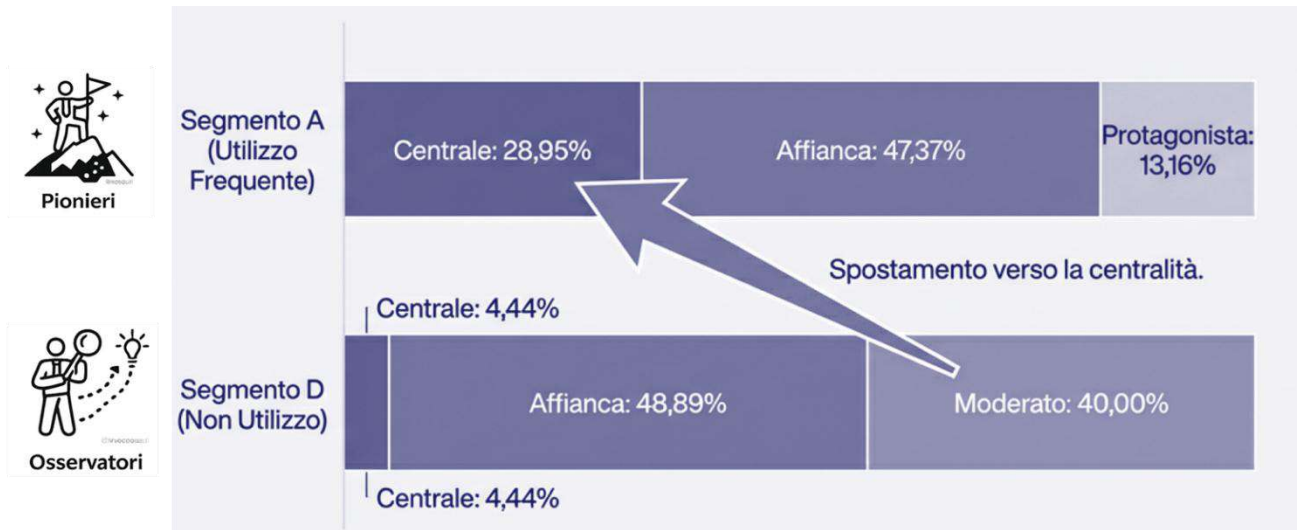 Pionieri
Segmento A
(Utilizzo
Frequente)
Centrale: 28,95%
Affianca: 47,37%
Protagonista:
13,16%
Spostamento verso la centralità.
Centrale: 4,44%
Osservatori
Segmento D
(Non Utilizzo)
Affianca: 48,89%
Moderato: 40,00%
Centrale: 4,44%